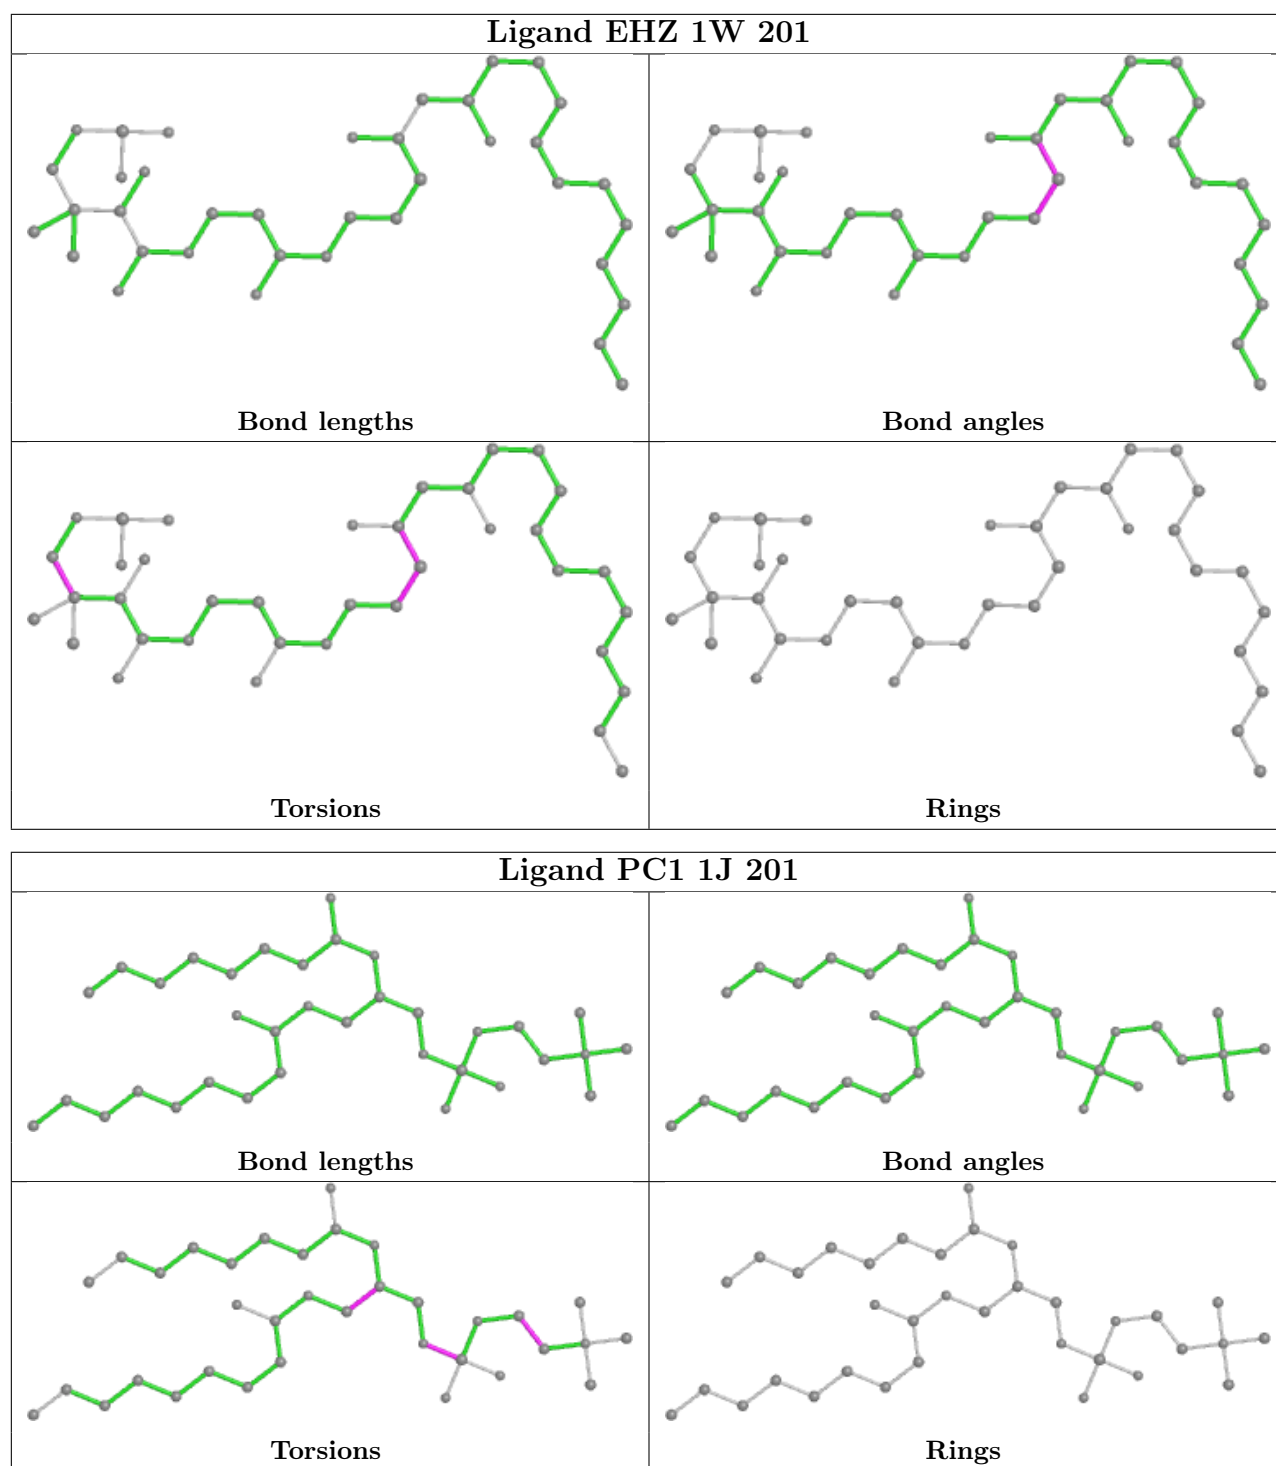 Ligand EHZ 1W 201
Bond lengths
Bond angles
Torsions
Rings
Ligand PC1 1J 201
Bond lengths
Bond angles
Torsions
Rings